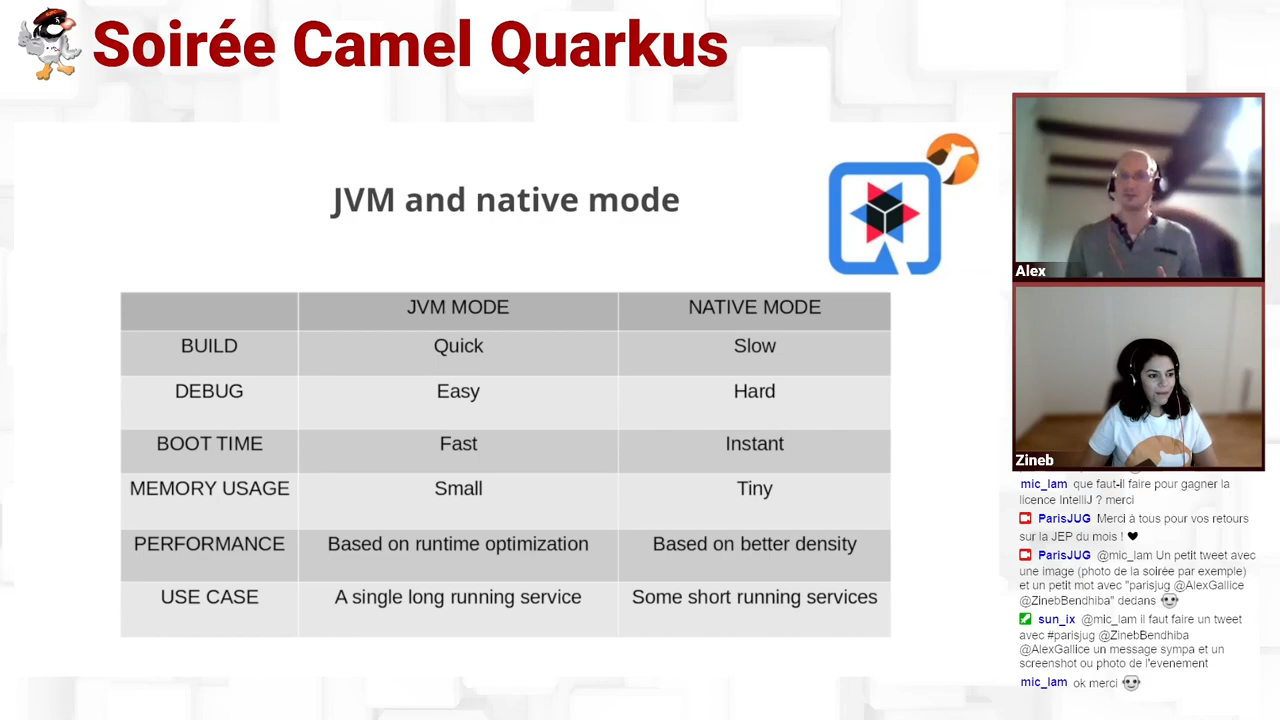 Soirée Camel Quarkus
JVM and native mode
JVM MODE NATIVE MODE
BUILD Quick Slow
DEBUG Easy Hard
BOOT TIME Fast Instant
MEMORY USAGE Small Tiny
PERFORMANCE Based on runtime optimization Based on better density
USE CASE A single long running service Some short running services
Alex
Zineb
mic_lam que faut-il faire pour gagner la
licence IntelliJ ? merci
ParisJUG Merci à tous pour vos retours
sur la JEP du mois ! ♥
ParisJUG @mic_lam Un petit tweet avec
une image (photo de la soirée par exemple)
et un petit mot avec "parisjug @AlexGallice
@ZinebBendhiba" dedans
sun_ix @mic_lam il faut faire un tweet
avec #parisjug @ZinebBendhiba
@AlexGallice un message sympa et un
screenshot ou photo de l'evenement
mic_lam ok merci